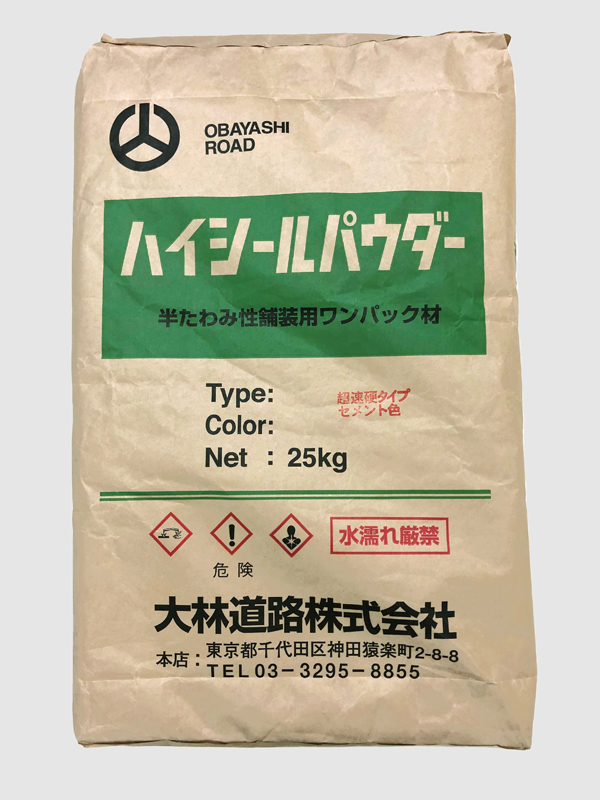 OBAYASHI
ROAD
ハイシールパウダー
半たわみ性舗装用ワンパック材
Type: 超速硬タイプ
Color: セメント色
Net : 25kg
水濡れ厳禁
危険
大林道路株式会社
本店：東京都千代田区神田猿楽町2-8-8
TEL03-3295-8855